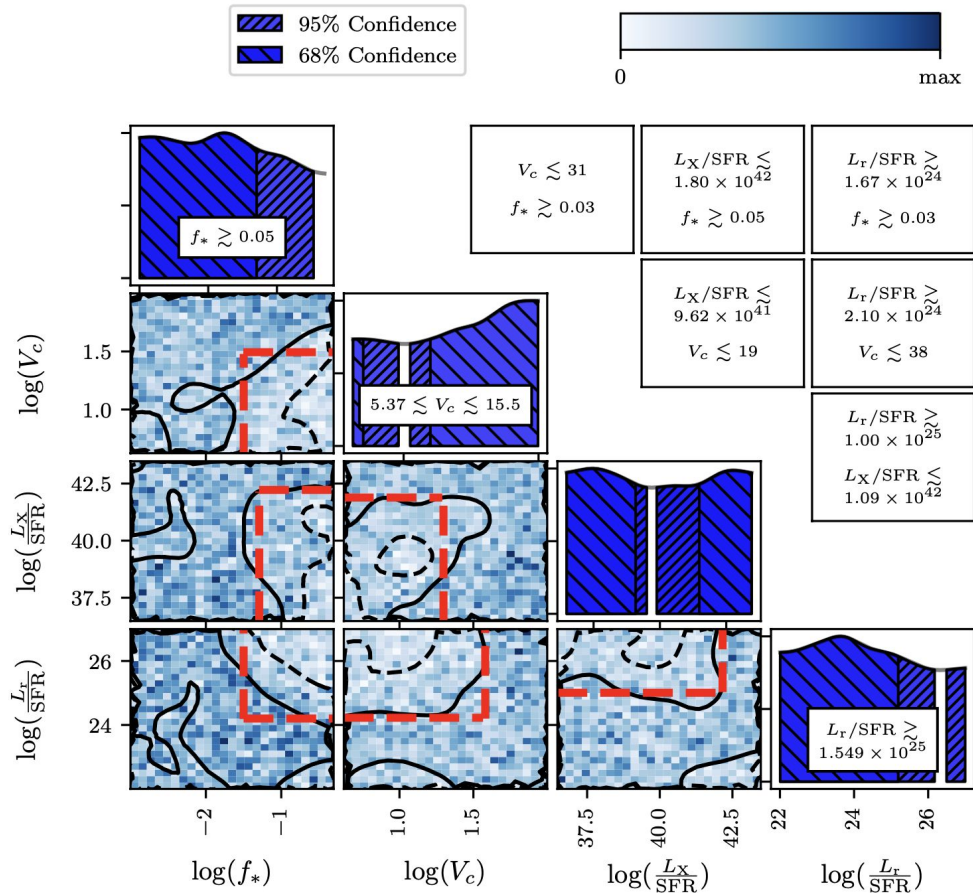 95% Confidence
68% Confidence
0 max
V_c ≲ 31
f_* ≳ 0.03
L_X/SFR ≲
1.80 × 10^42
f_* ≳ 0.05
L_r/SFR ≳
1.67 × 10^24
f_* ≳ 0.03
f_* ≳ 0.05
L_X/SFR ≲
9.62 × 10^41
V_c ≲ 19
L_r/SFR ≳
2.10 × 10^24
V_c ≲ 38
log(V_c)
1.5
1.0
5.37 ≲ V_c ≲ 15.5
L_r/SFR ≳
1.00 × 10^25
L_X/SFR ≲
1.09 × 10^42
log(L_X/SFR)
42.5
40.0
37.5
log(L_r/SFR)
26
24
L_r/SFR ≳
1.549 × 10^25
−2 −1 1.0 1.5 37.5 40.0 42.5 22 24 26
log(f_*) log(V_c) log(L_X/SFR) log(L_r/SFR)